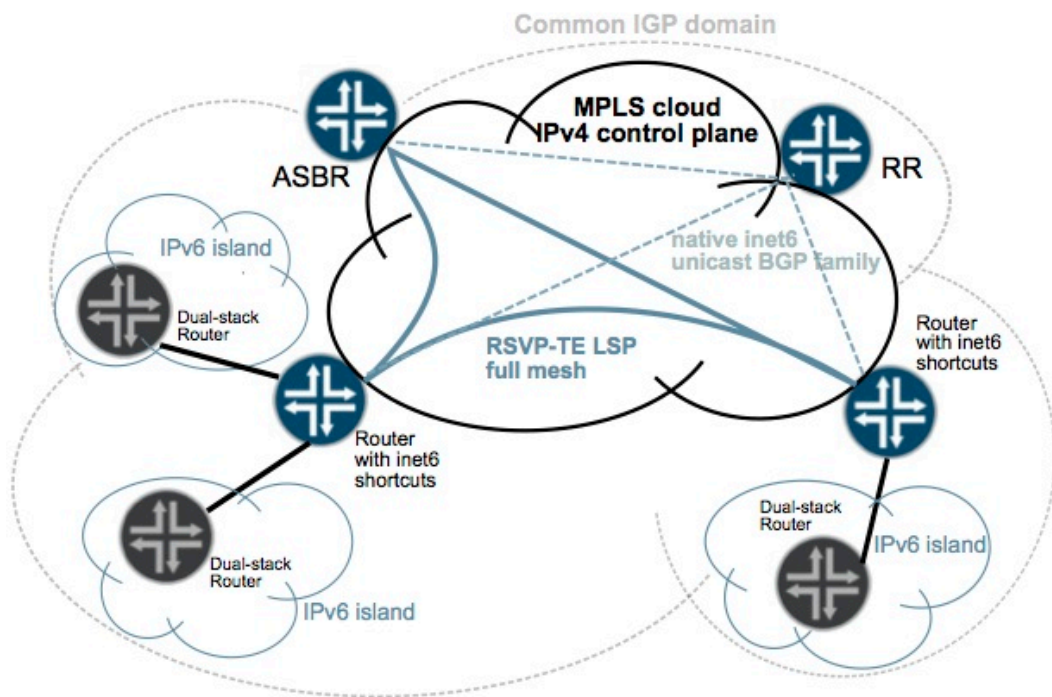 Common IGP domain
MPLS cloud
IPv4 control plane
ASBR
RR
IPv6 island
native inet6
unicast BGP family
Dual-stack
Router
RSVP-TE LSP
full mesh
Router
with inet6
shortcuts
Router
with inet6
shortcuts
Dual-stack
Router
IPv6 island
Dual-stack
Router
IPv6 island